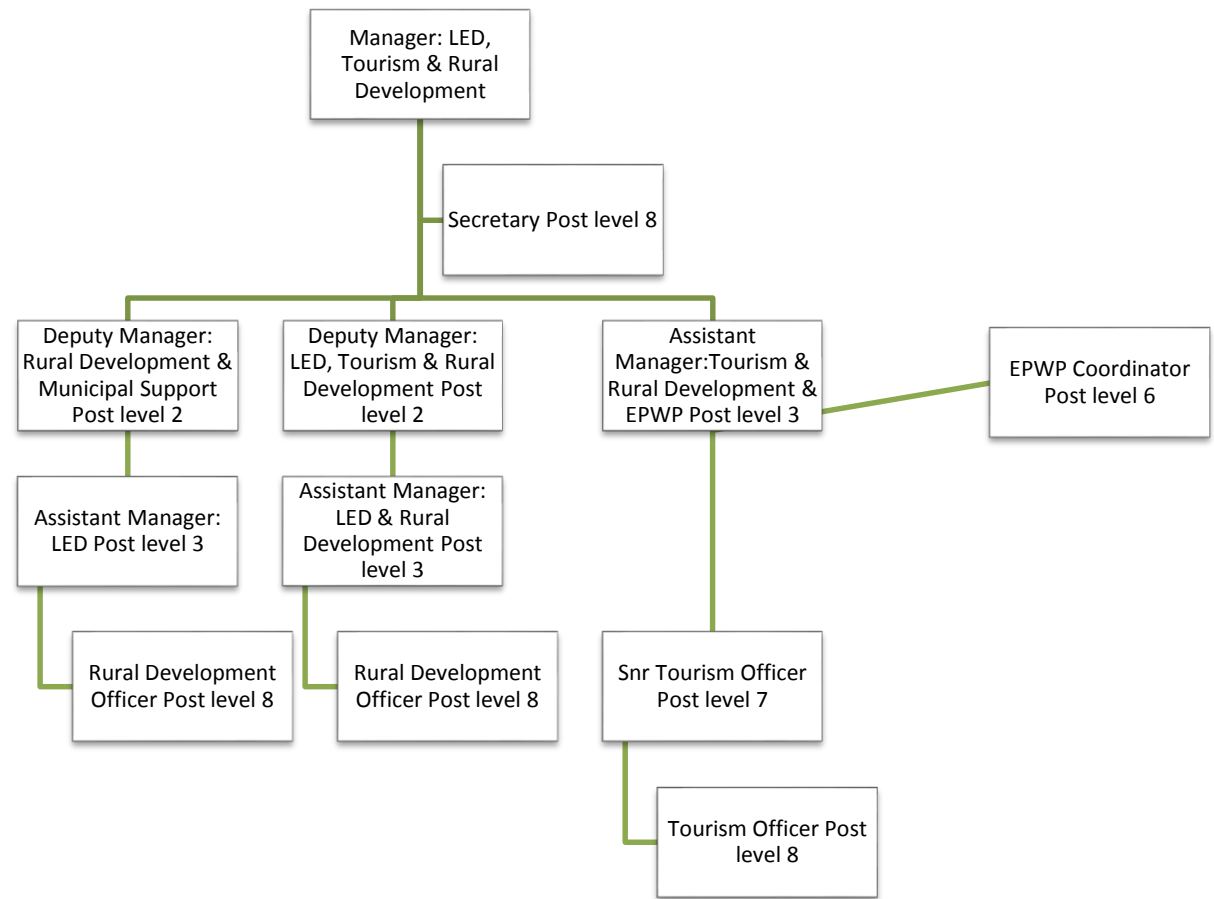 Manager: LED,
Tourism & Rural
Development
Secretary Post level 8
Deputy Manager:
Rural Development &
Municipal Support
Post level 2
Deputy Manager:
LED, Tourism & Rural
Development Post
level 2
Assistant
Manager:Tourism &
Rural Development &
EPWP Post level 3
EPWP Coordinator
Post level 6
Assistant Manager:
LED Post level 3
Assistant Manager:
LED & Rural
Development Post
level 3
Rural Development
Officer Post level 8
Rural Development
Officer Post level 8
Snr Tourism Officer
Post level 7
Tourism Officer Post
level 8